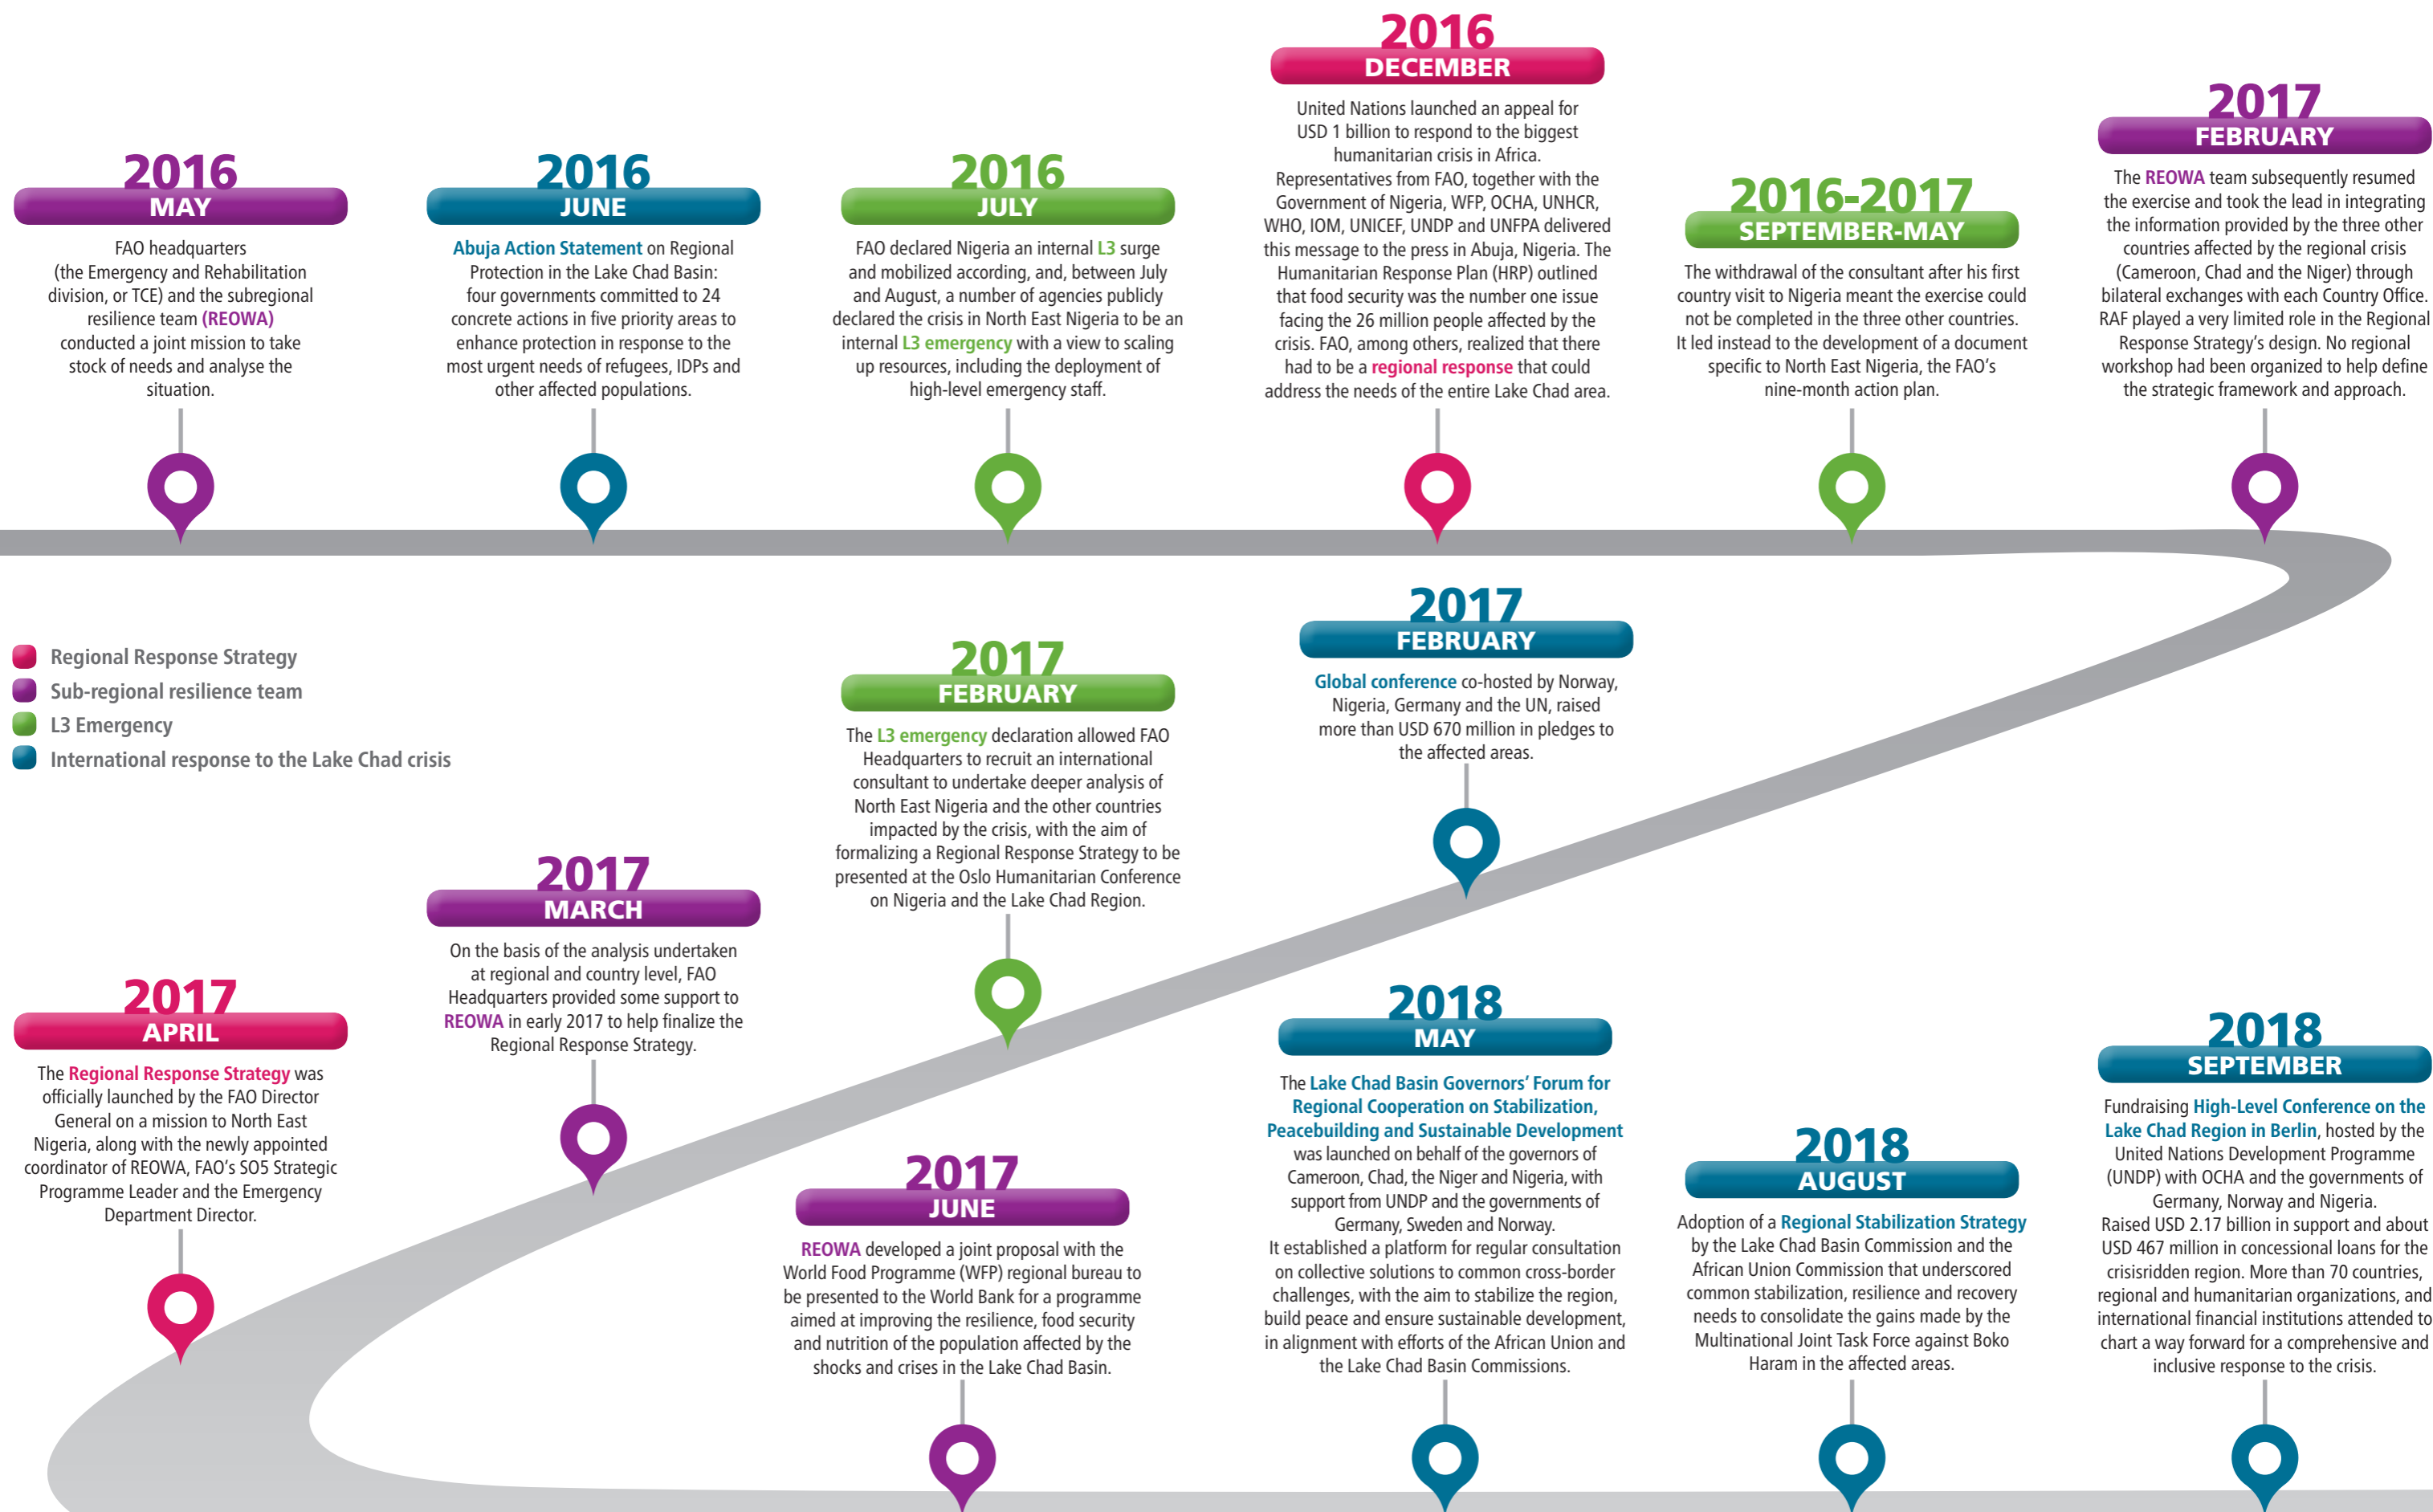 2016
MAY
FAO headquarters
(the Emergency and Rehabilitation
division, or TCE) and the subregional
resilience team (REOWA)
conducted a joint mission to take
stock of needs and analyse the
situation.
2016
JUNE
Abuja Action Statement on Regional
Protection in the Lake Chad Basin:
four governments committed to 24
concrete actions in five priority areas to
enhance protection in response to the
most urgent needs of refugees, IDPs and
other affected populations.
2016
JULY
FAO declared Nigeria an internal L3 surge
and mobilized according, and, between July
and August, a number of agencies publicly
declared the crisis in North East Nigeria to be an
internal L3 emergency with a view to scaling
up resources, including the deployment of
high-level emergency staff.
2016
DECEMBER
United Nations launched an appeal for
USD 1 billion to respond to the biggest
humanitarian crisis in Africa.
Representatives from FAO, together with the
Government of Nigeria, WFP, OCHA, UNHCR,
WHO, IOM, UNICEF, UNDP and UNFPA delivered
this message to the press in Abuja, Nigeria. The
Humanitarian Response Plan (HRP) outlined
that food security was the number one issue
facing the 26 million people affected by the
crisis. FAO, among others, realized that there
had to be a regional response that could
address the needs of the entire Lake Chad area.
2016-2017
SEPTEMBER-MAY
The withdrawal of the consultant after his first
country visit to Nigeria meant the exercise could
not be completed in the three other countries.
It led instead to the development of a document
specific to North East Nigeria, the FAO's
nine-month action plan.
2017
FEBRUARY
The REOWA team subsequently resumed
the exercise and took the lead in integrating
the information provided by the three other
countries affected by the regional crisis
(Cameroon, Chad and the Niger) through
bilateral exchanges with each Country Office.
RAF played a very limited role in the Regional
Response Strategy's design. No regional
workshop had been organized to help define
the strategic framework and approach.
Regional Response Strategy
Sub-regional resilience team
L3 Emergency
International response to the Lake Chad crisis
2017
FEBRUARY
Global conference co-hosted by Norway,
Nigeria, Germany and the UN, raised
more than USD 670 million in pledges to
the affected areas.
2017
FEBRUARY
The L3 emergency declaration allowed FAO
Headquarters to recruit an international
consultant to undertake deeper analysis of
North East Nigeria and the other countries
impacted by the crisis, with the aim of
formalizing a Regional Response Strategy to be
presented at the Oslo Humanitarian Conference
on Nigeria and the Lake Chad Region.
2017
MARCH
On the basis of the analysis undertaken
at regional and country level, FAO
Headquarters provided some support to
REOWA in early 2017 to help finalize the
Regional Response Strategy.
2017
APRIL
The Regional Response Strategy was
officially launched by the FAO Director
General on a mission to North East
Nigeria, along with the newly appointed
coordinator of REOWA, FAO's SO5 Strategic
Programme Leader and the Emergency
Department Director.
2017
JUNE
REOWA developed a joint proposal with the
World Food Programme (WFP) regional bureau to
be presented to the World Bank for a programme
aimed at improving the resilience, food security
and nutrition of the population affected by the
shocks and crises in the Lake Chad Basin.
2018
MAY
The Lake Chad Basin Governors' Forum for
Regional Cooperation on Stabilization,
Peacebuilding and Sustainable Development
was launched on behalf of the governors of
Cameroon, Chad, the Niger and Nigeria, with
support from UNDP and the governments of
Germany, Sweden and Norway.
It established a platform for regular consultation
on collective solutions to common cross-border
challenges, with the aim to stabilize the region,
build peace and ensure sustainable development,
in alignment with efforts of the African Union and
the Lake Chad Basin Commissions.
2018
AUGUST
Adoption of a Regional Stabilization Strategy
by the Lake Chad Basin Commission and the
African Union Commission that underscored
common stabilization, resilience and recovery
needs to consolidate the gains made by the
Multinational Joint Task Force against Boko
Haram in the affected areas.
2018
SEPTEMBER
Fundraising High-Level Conference on the
Lake Chad Region in Berlin, hosted by the
United Nations Development Programme
(UNDP) with OCHA and the governments of
Germany, Norway and Nigeria.
Raised USD 2.17 billion in support and about
USD 467 million in concessional loans for the
crisisridden region. More than 70 countries,
regional and humanitarian organizations, and
international financial institutions attended to
chart a way forward for a comprehensive and
inclusive response to the crisis.